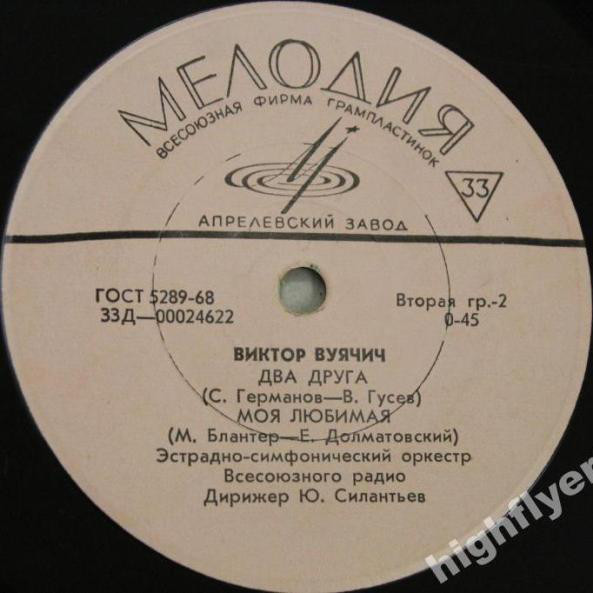 МЕЛОДИЯ
ВСЕСОЮЗНАЯ ФИРМА ГРАМПЛАСТИНОК
33
АПРЕЛЕВСКИЙ ЗАВОД
ГОСТ 5289-68
33Д—00024622
Вторая гр.-2
0-45
ВИКТОР ВУЯЧИЧ
ДВА ДРУГА
(С. Германов—В. Гусев)
МОЯ ЛЮБИМАЯ
(М. Блантер—Е. Долматовский)
Эстрадно-симфонический оркестр
Всесоюзного радио
Дирижер Ю. Силантьев
highflyer